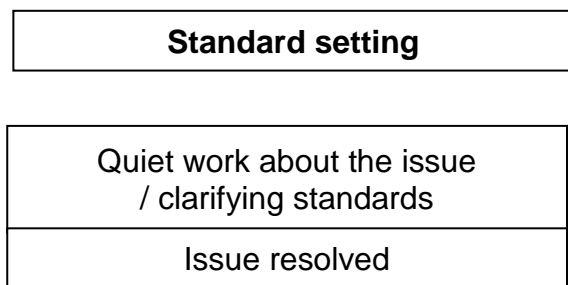 Standard setting
Quiet work about the issue
/ clarifying standards
Issue resolved